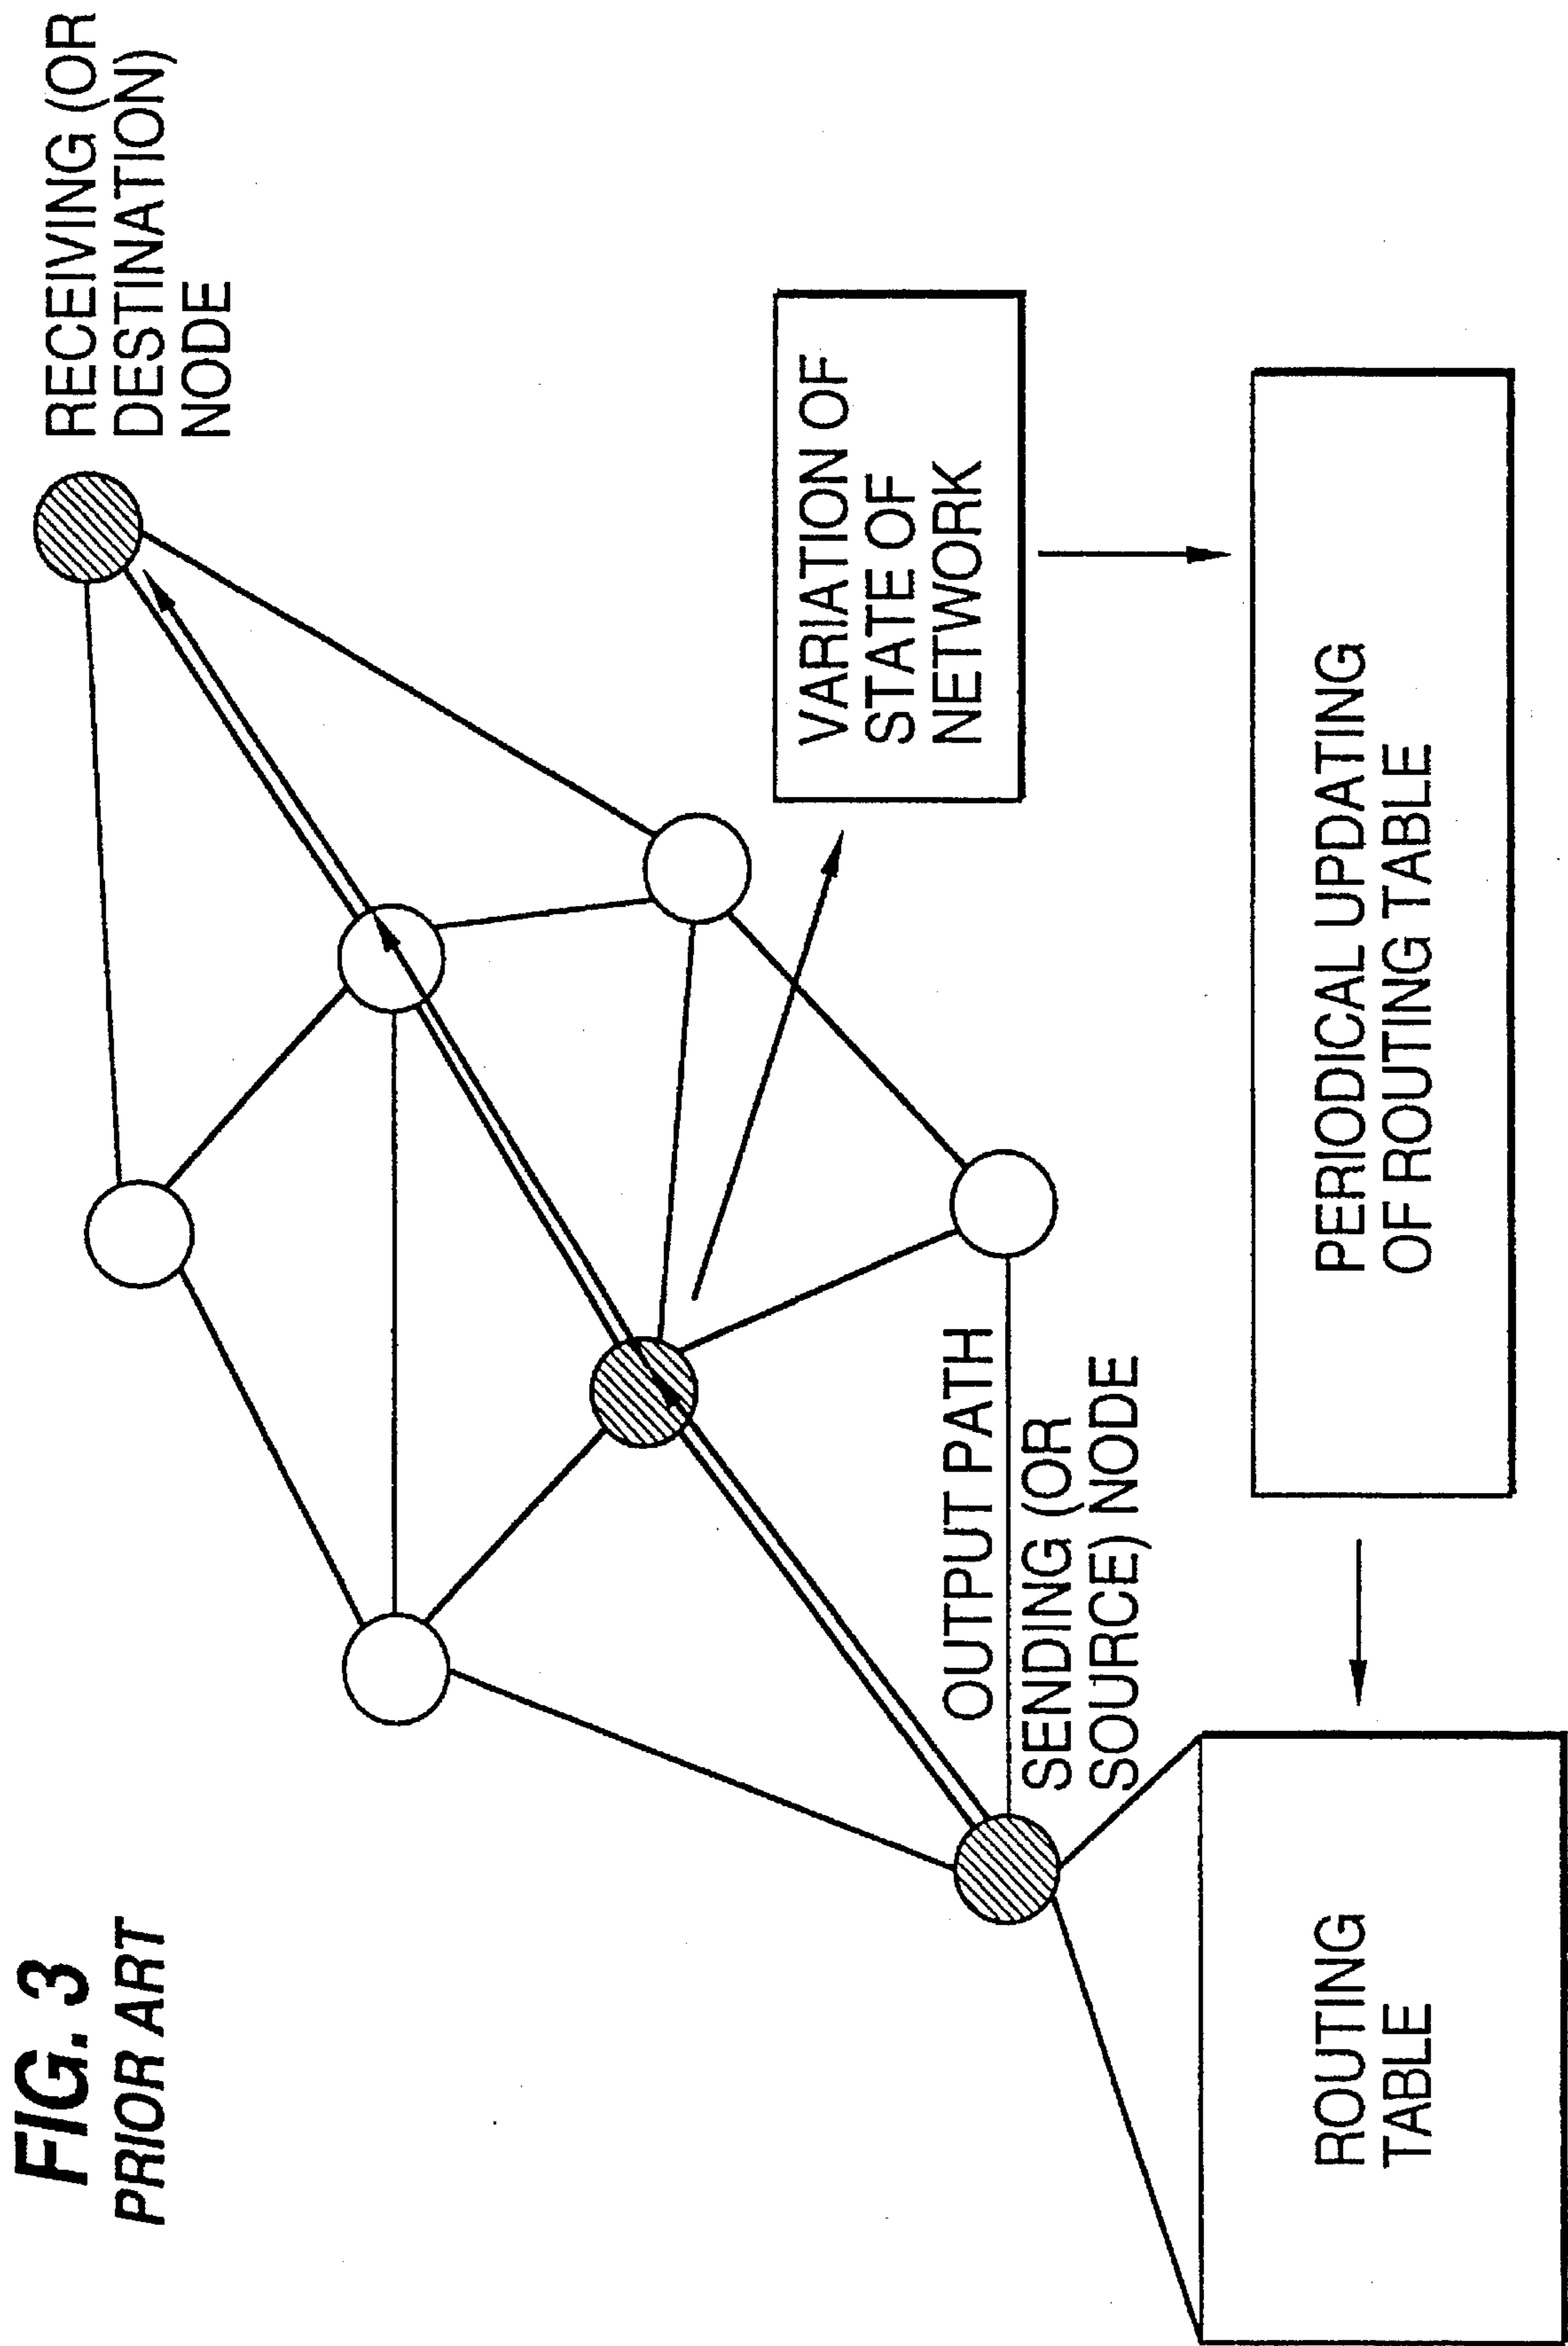 FIG. 3
PRIOR ART
RECEIVING (OR
DESTINATION)
NODE
OUTPUT PATH
SENDING (OR
SOURCE) NODE
VARIATION OF
STATE OF
NETWORK
ROUTING
TABLE
PERIODICAL UPDATING
OF ROUTING TABLE